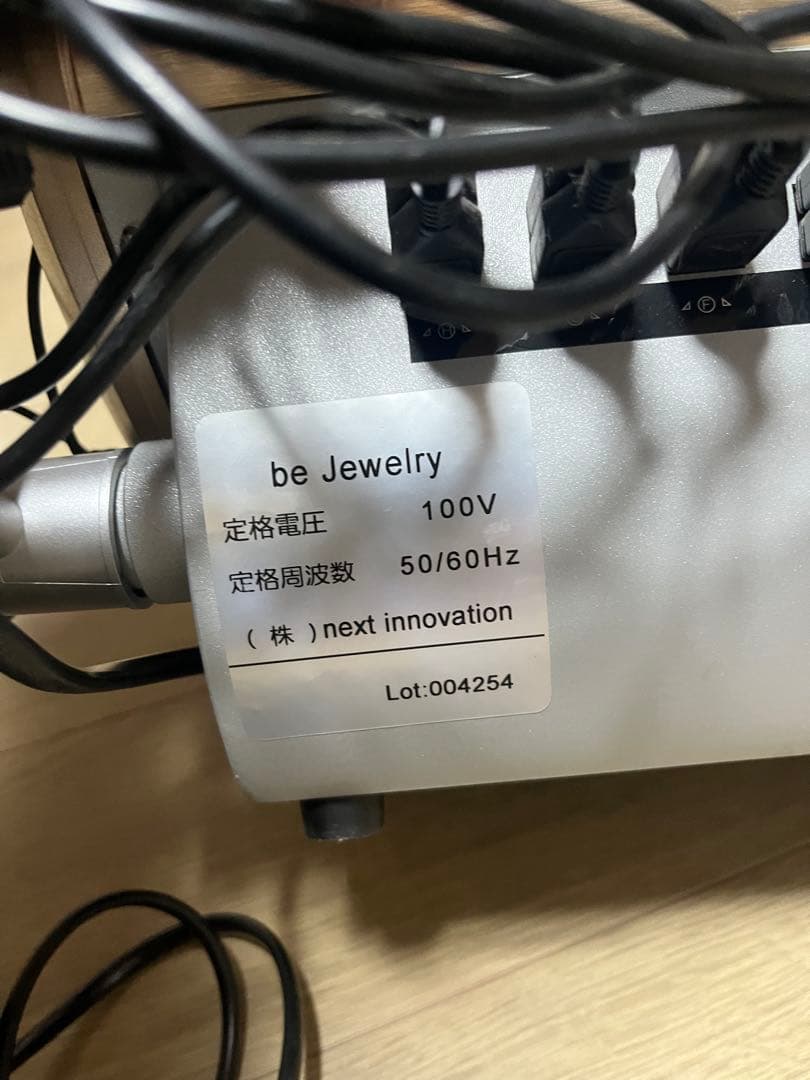 H
F
be Jewelry
定格電圧 100V
定格周波数 50/60Hz
(株)next innovation
Lot:004254